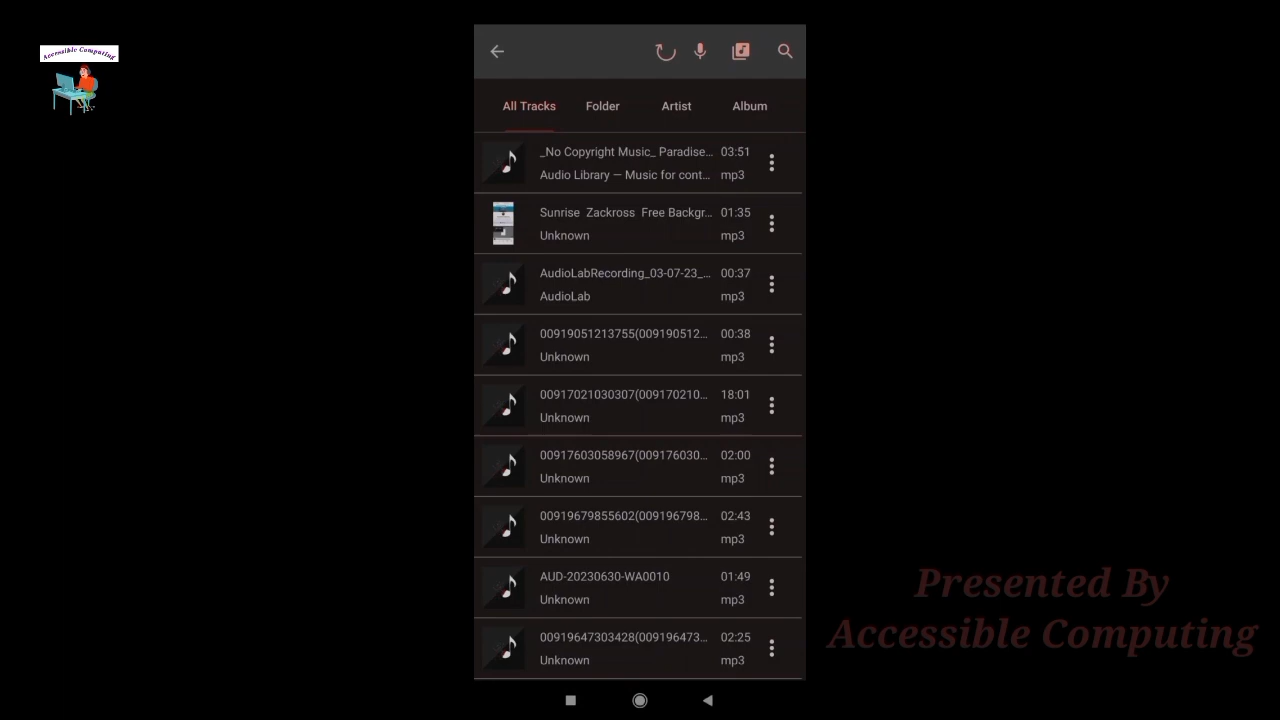 Accessible Computing
All Tracks Folder Artist Album
_No Copyright Music_ Paradise... 03:51
Audio Library — Music for cont... mp3
Sunrise Zackross Free Backgr... 01:35
Unknown mp3
AudioLabRecording_03-07-23_... 00:37
AudioLab mp3
00919051213755(009190512... 00:38
Unknown mp3
00917021030307(009170210... 18:01
Unknown mp3
00917603058967(009176030... 02:00
Unknown mp3
00919679855602(009196798... 02:43
Unknown mp3
AUD-20230630-WA0010 01:49
Unknown mp3
00919647303428(009196473... 02:25
Unknown mp3
Presented By
Accessible Computing